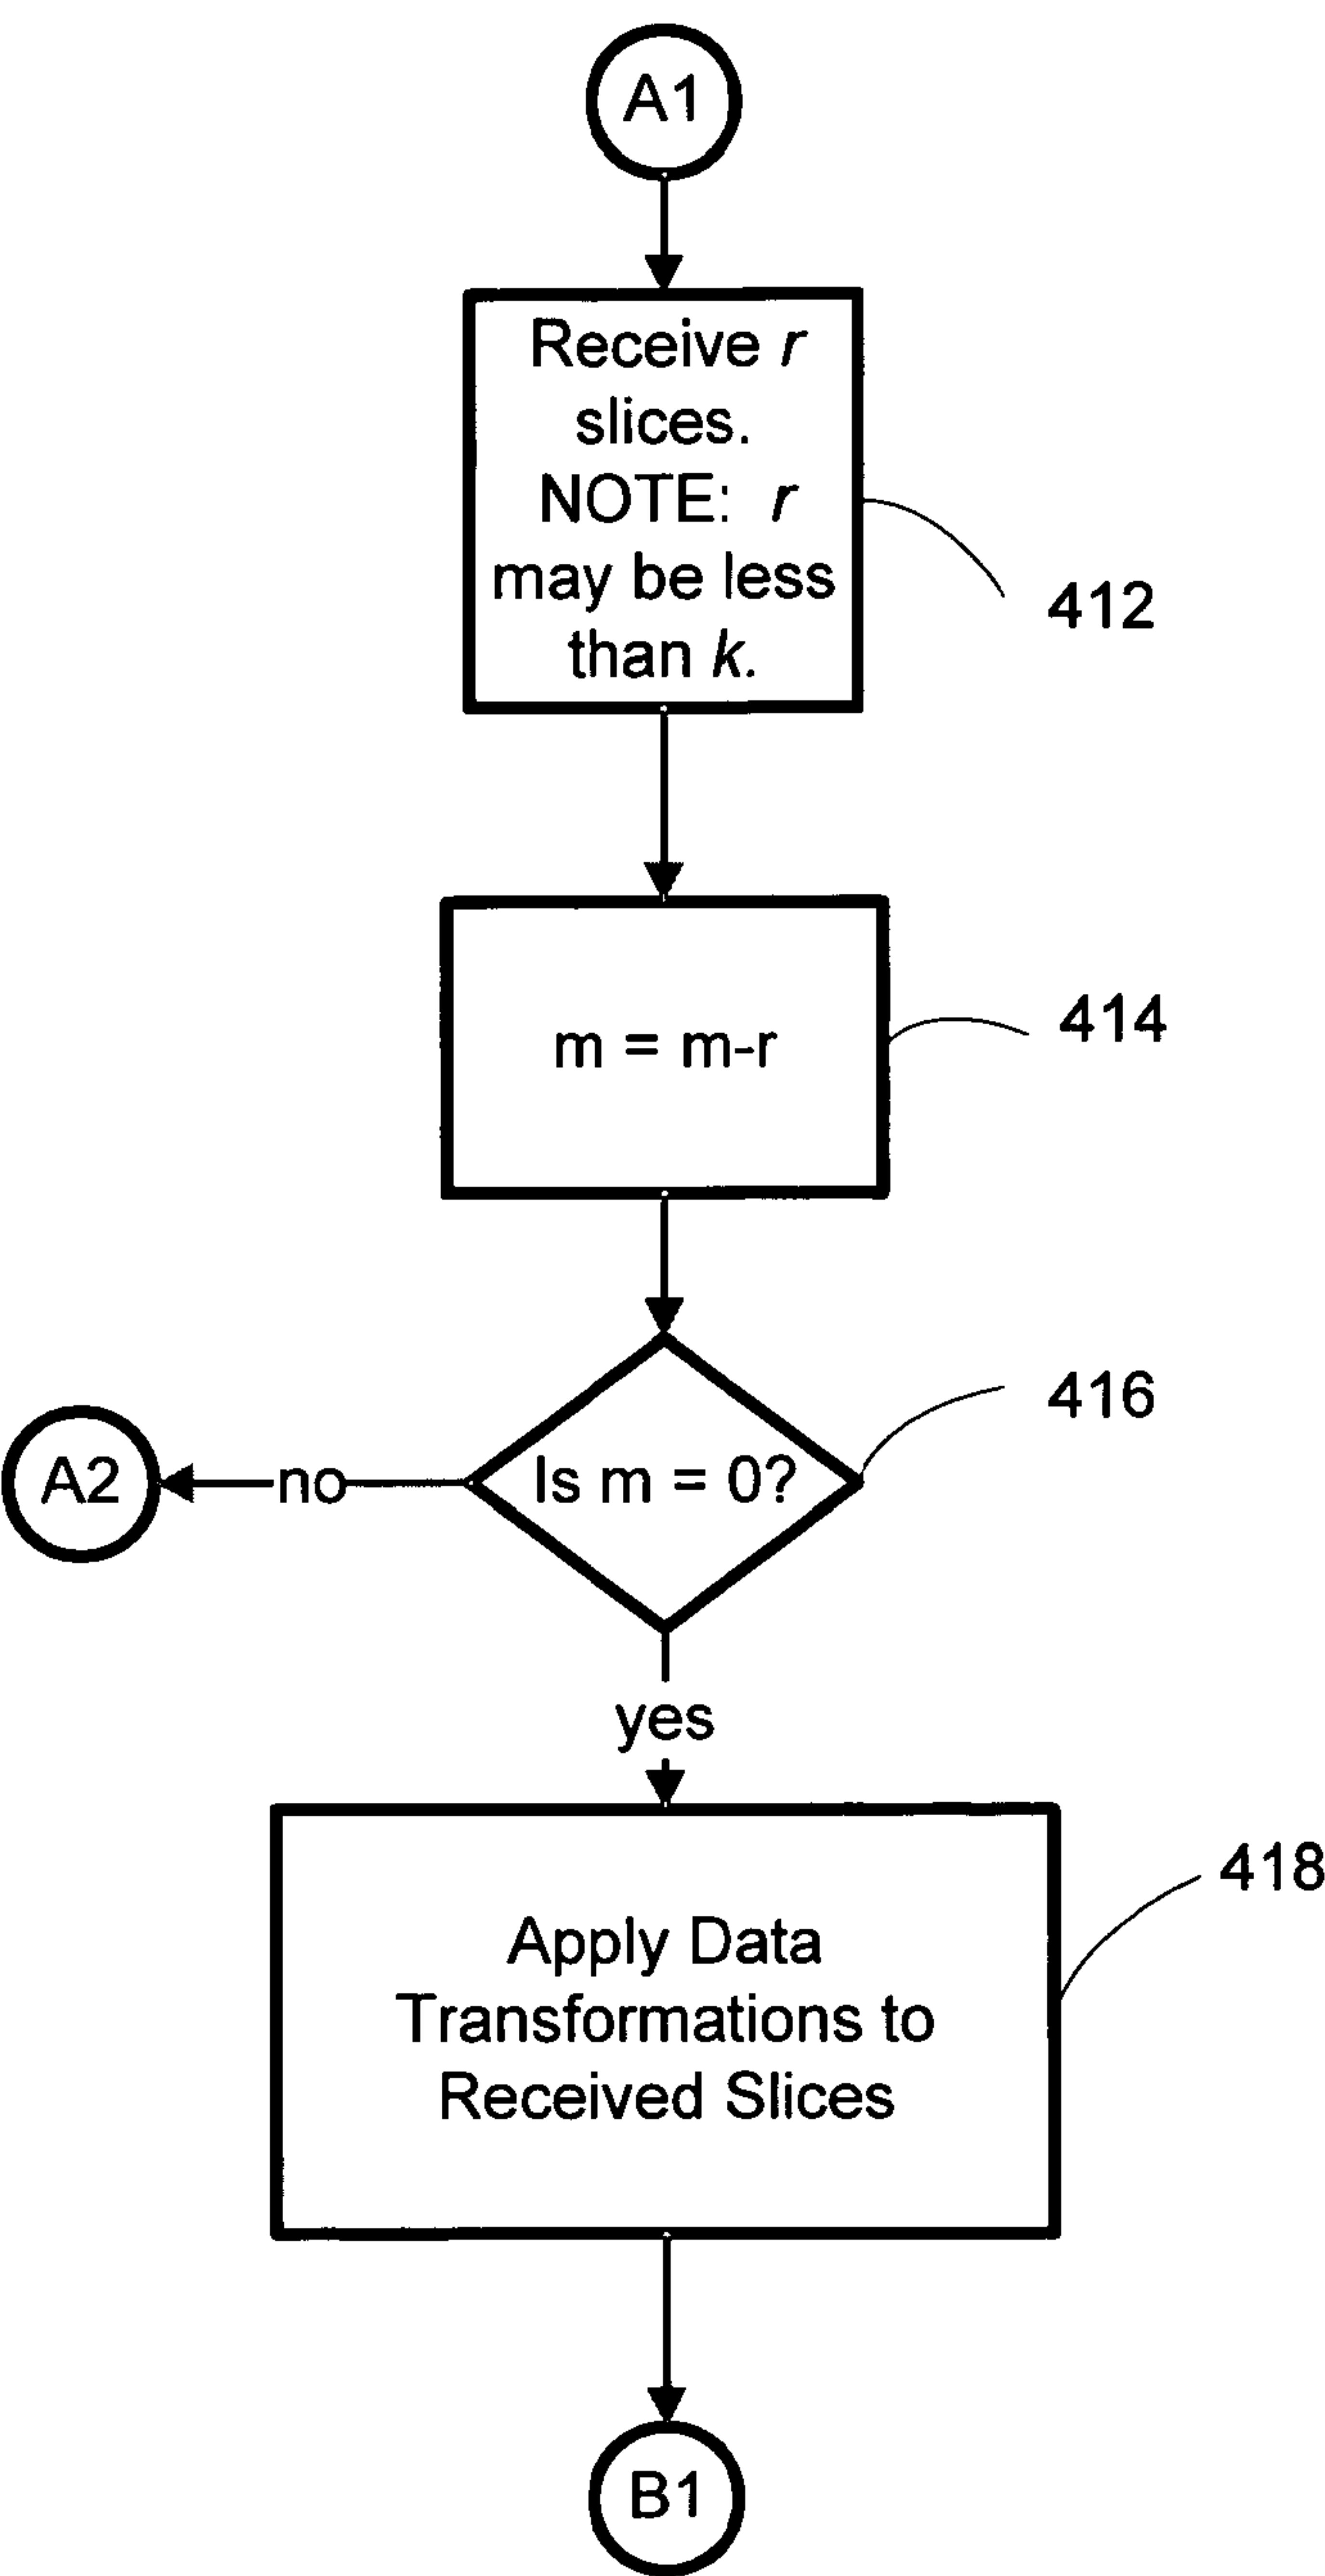 A1
Receive r
slices.
NOTE: r
may be less
than k.
412
m = m-r
414
416
Is m = 0?
no
A2
yes
418
Apply Data
Transformations to
Received Slices
B1